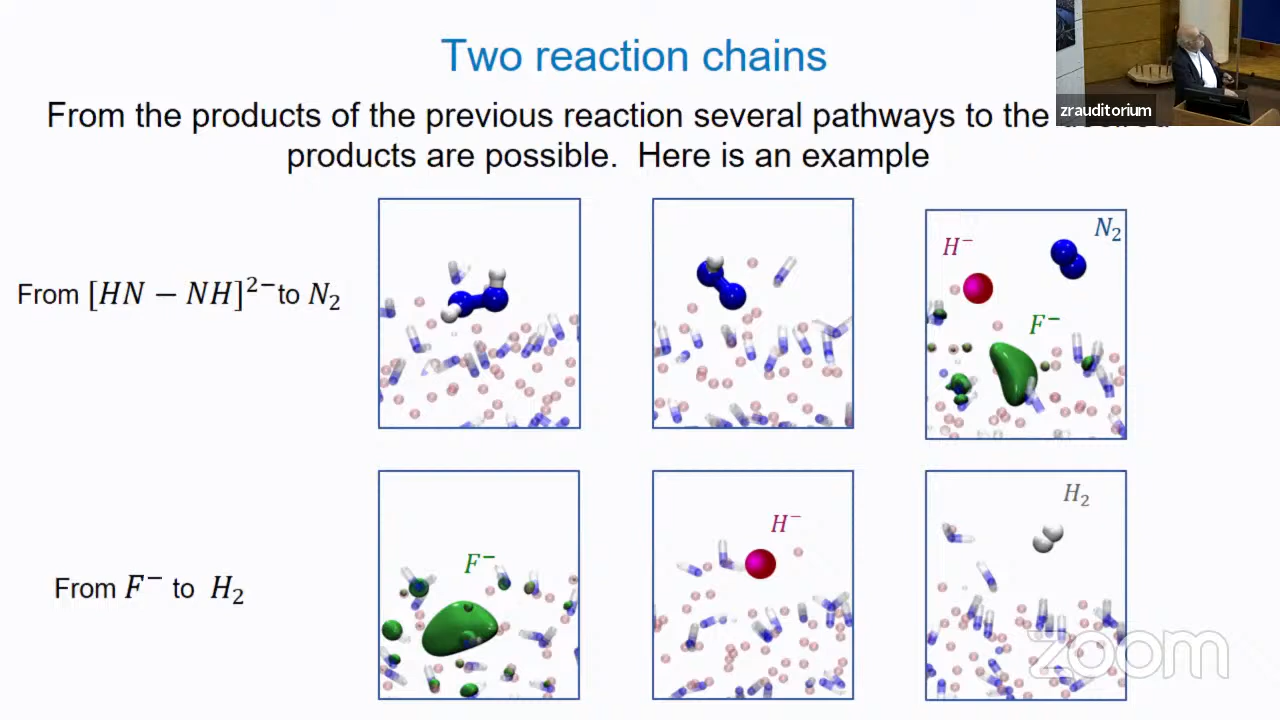 Two reaction chains
zrauditorium
From the products of the previous reaction several pathways to the
products are possible. Here is an example
From [HN − NH]²⁻ to N₂
H⁻
N₂
F⁻
From F⁻ to H₂
F⁻
H⁻
H₂
zoom